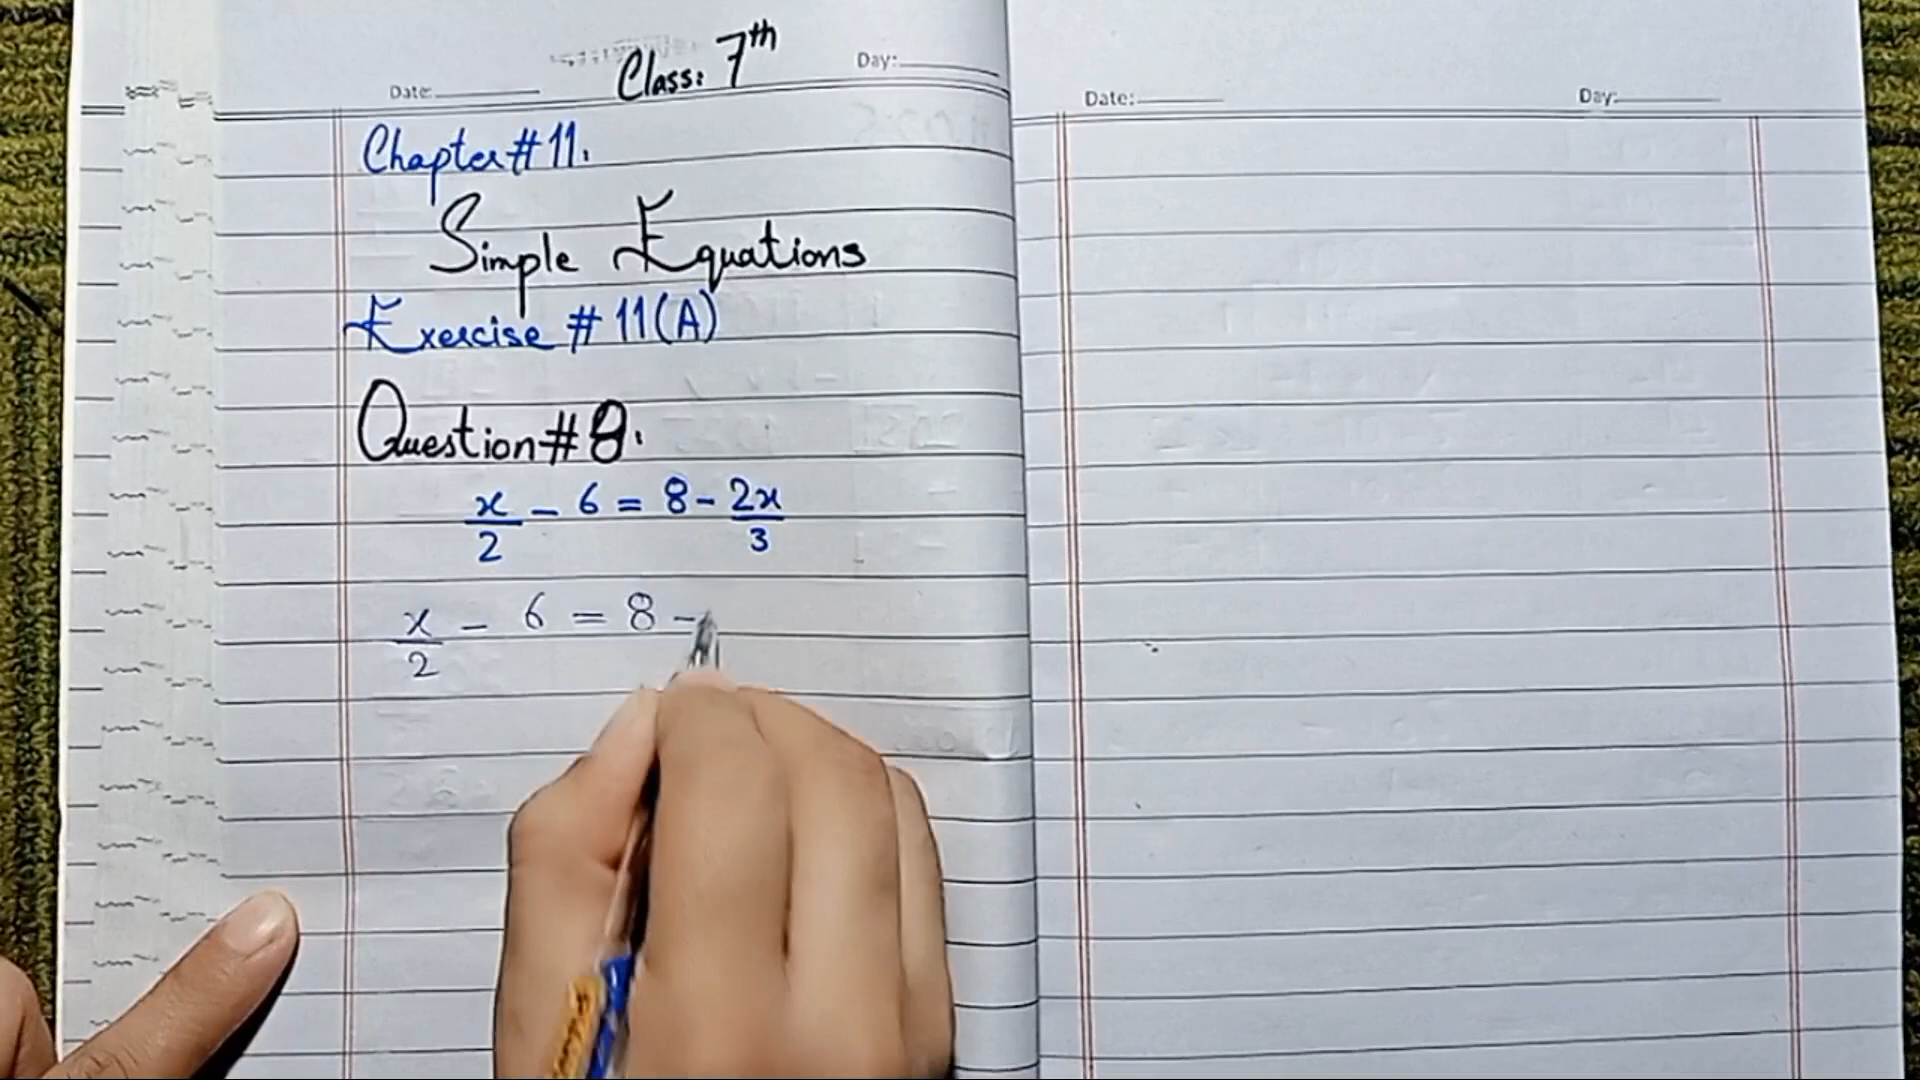 Class: 7th
Date: Day:
Chapter # 11.
Simple Equations
Exercise # 11(A)
Question # 8.
x/2 - 6 = 8 - 2x/3
x/2 - 6 = 8 -
Date: Day: